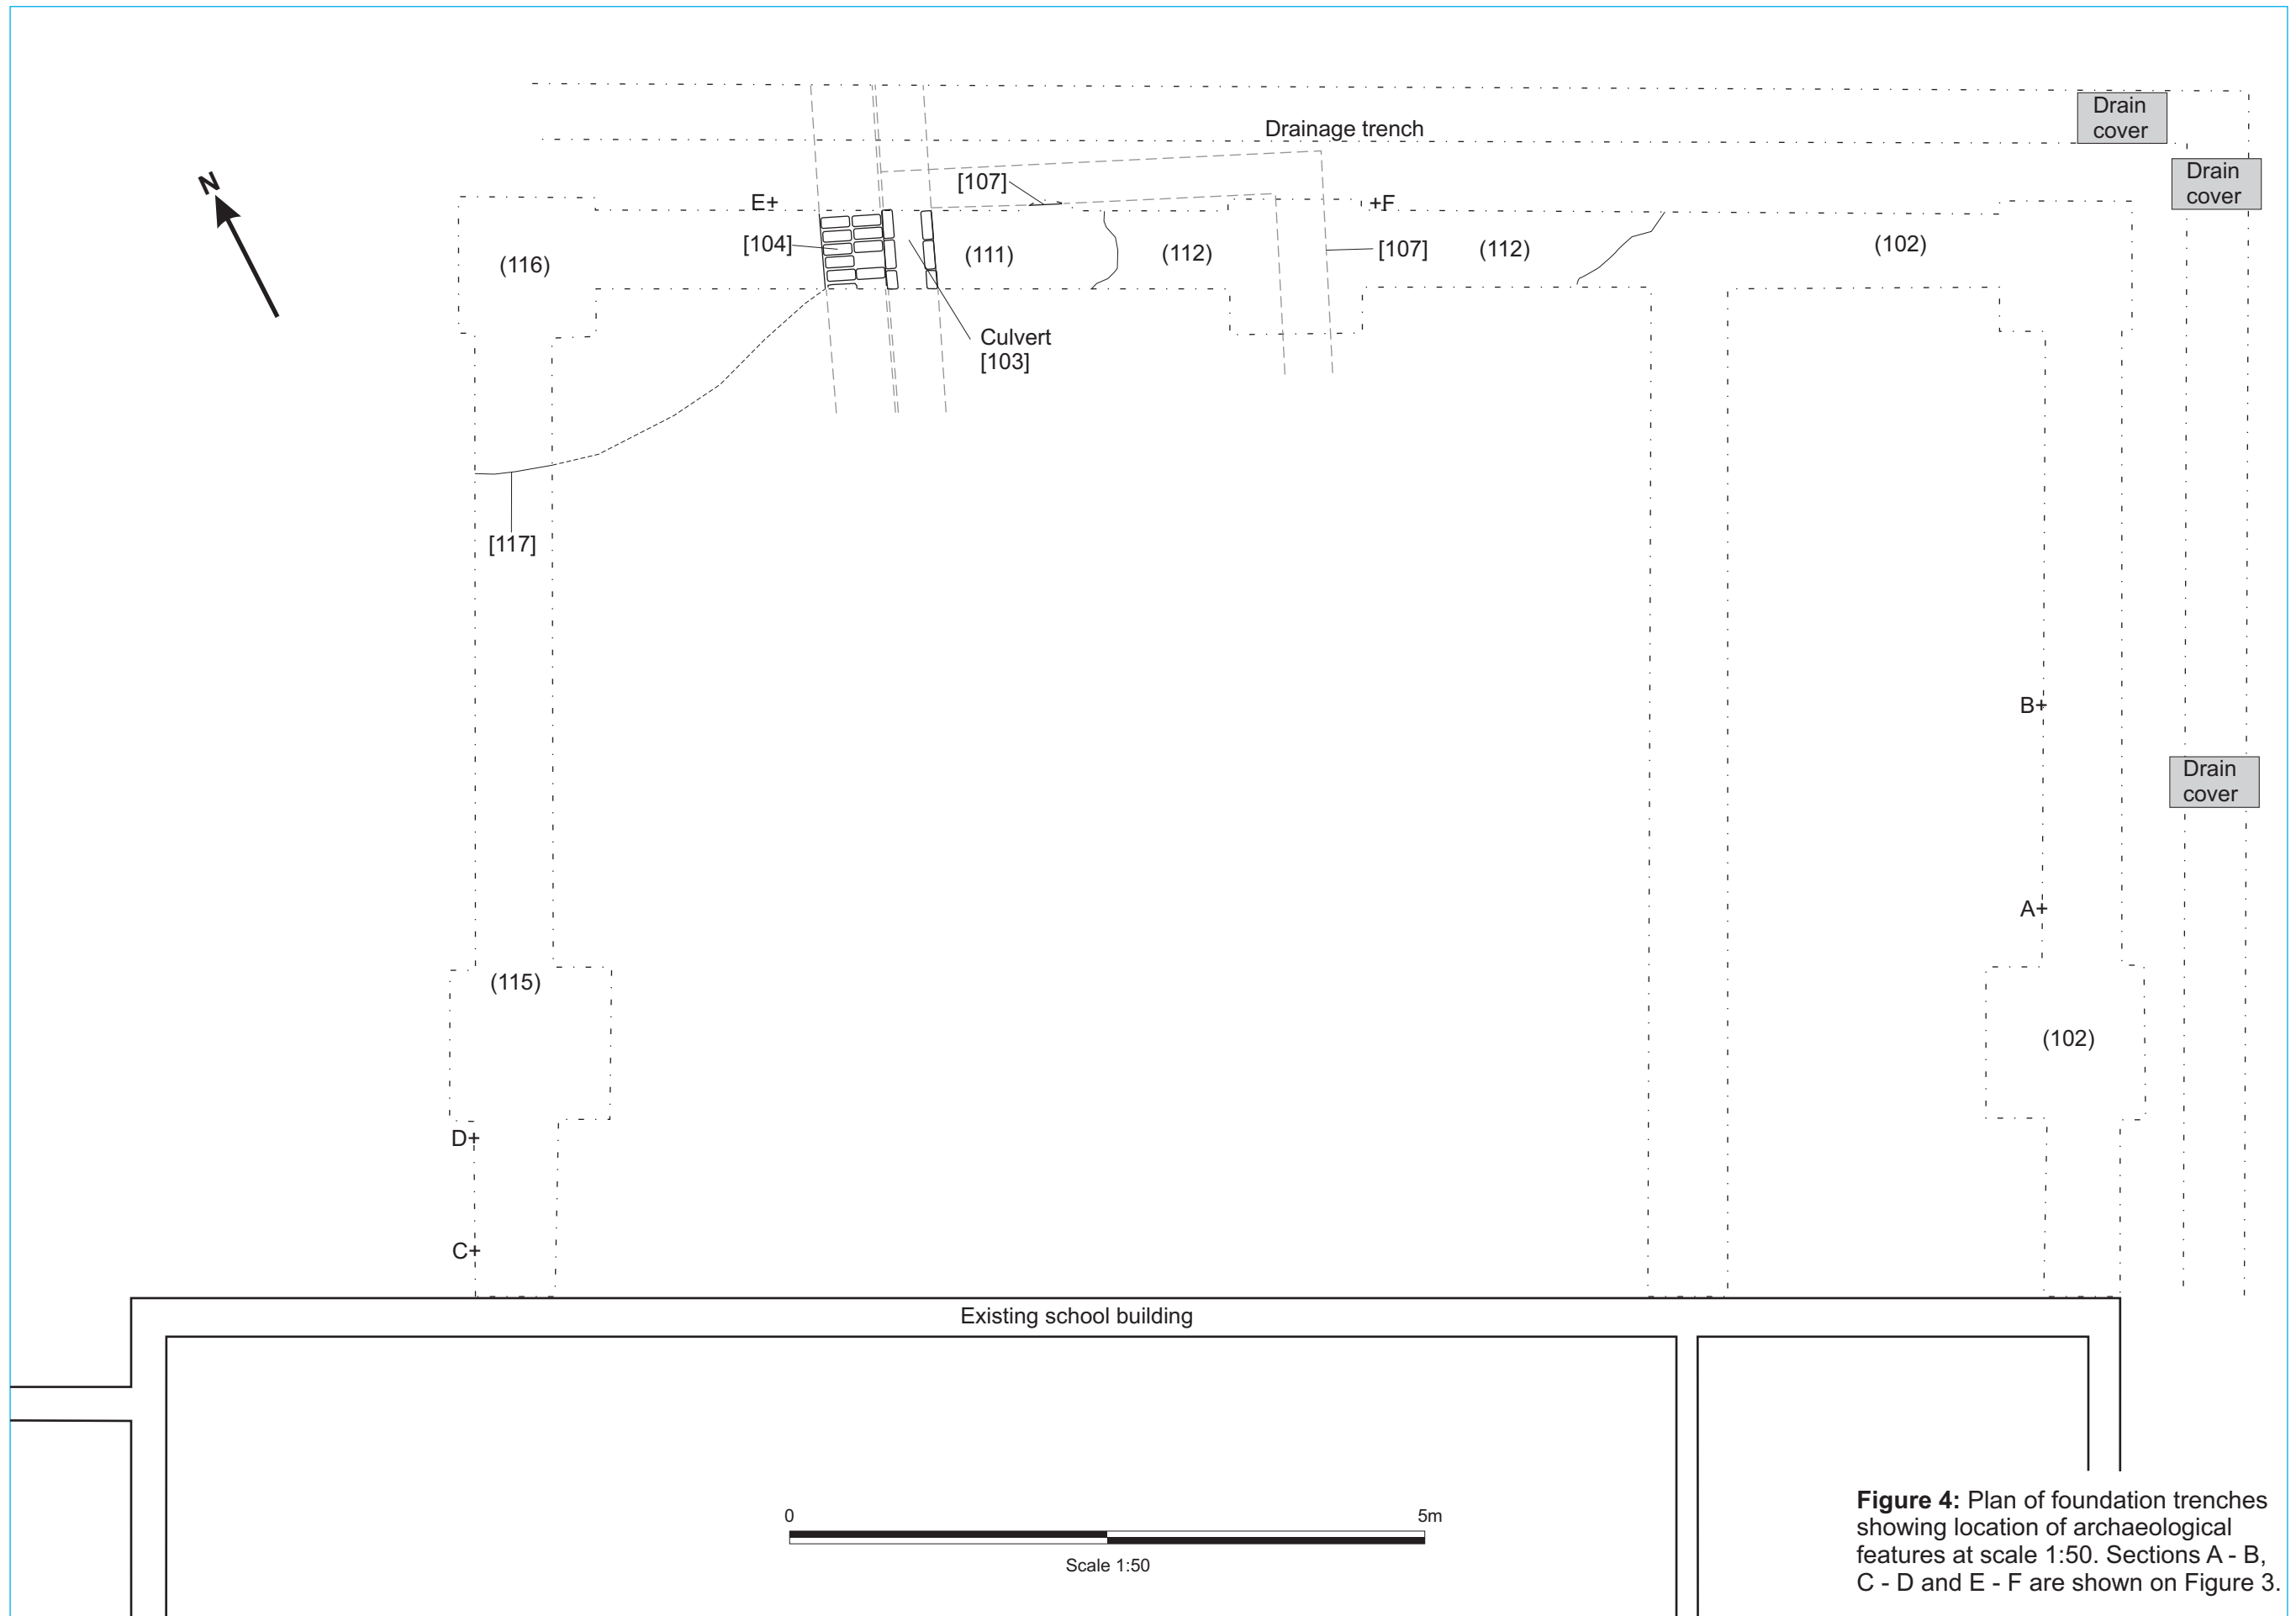 Drain
cover
Drainage trench
Drain
cover
N
[107]
E+
+F
[104]
(111)
(112)
[107]
(112)
(102)
(116)
Culvert
[103]
[117]
B+
Drain
cover
A+
(115)
(102)
D+
C+
Existing school building
0
5m
Scale 1:50
Figure 4: Plan of foundation trenches
showing location of archaeological
features at scale 1:50. Sections A - B,
C - D and E - F are shown on Figure 3.